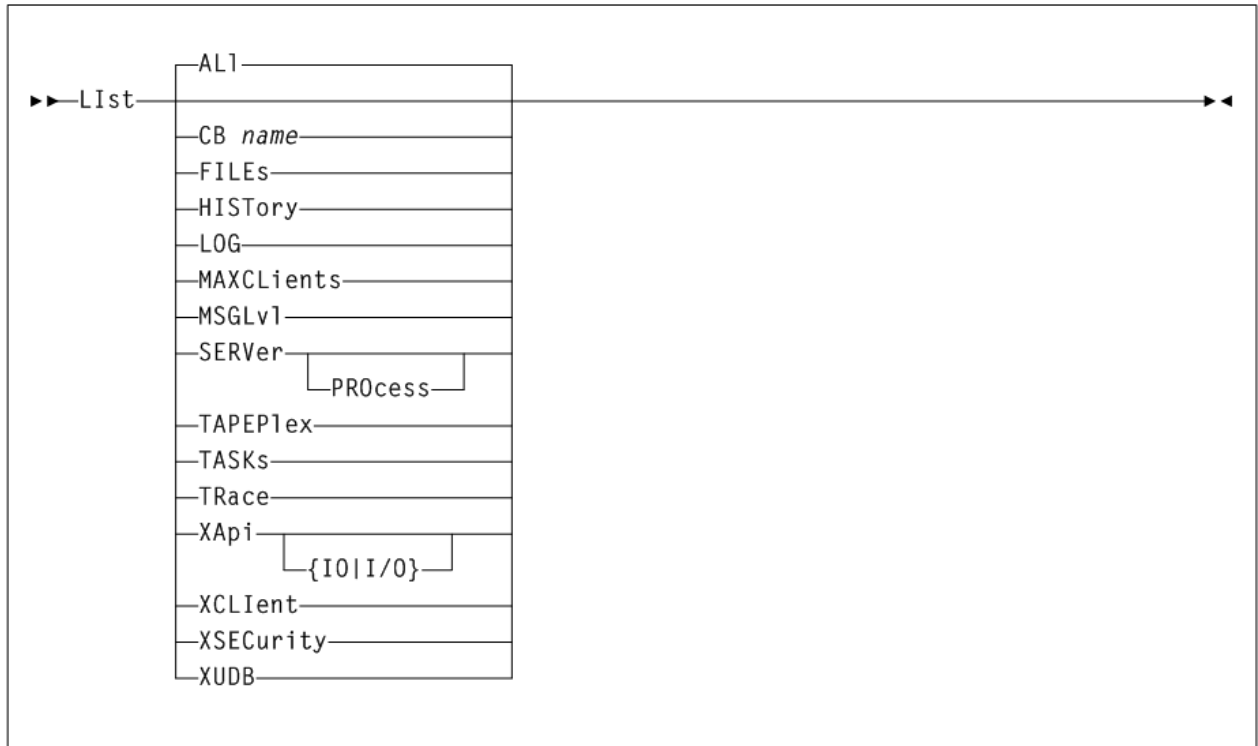 ALl
LIst
CB name
FILEs
HISTory
LOG
MAXCLients
MSGLvl
SERVer
PROcess
TAPEPlex
TASKs
TRace
XApi
{IO|I/O}
XCLIent
XSECurity
XUDB